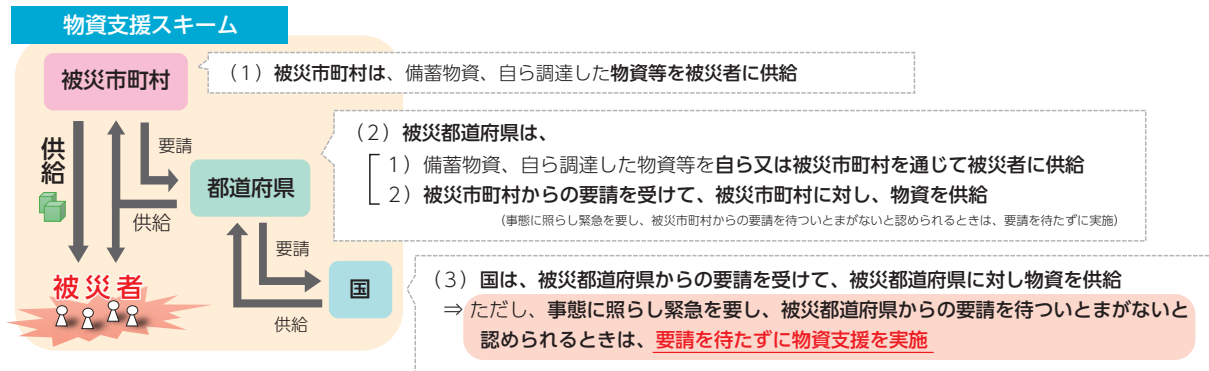 物資支援スキーム
被災市町村
（1）被災市町村は、備蓄物資、自ら調達した物資等を被災者に供給
供給
要請
都道府県
供給
（2）被災都道府県は、
1）備蓄物資、自ら調達した物資等を自ら又は被災市町村を通じて被災者に供給
2）被災市町村からの要請を受けて、被災市町村に対し、物資を供給
（事態に照らし緊急を要し、被災市町村からの要請を待ついとまがないと認められるときは、要請を待たずに実施）
要請
国
供給
被災者
（3）国は、被災都道府県からの要請を受けて、被災都道府県に対し物資を供給
⇒ただし、事態に照らし緊急を要し、被災都道府県からの要請を待ついとまがないと
認められるときは、要請を待たずに物資支援を実施